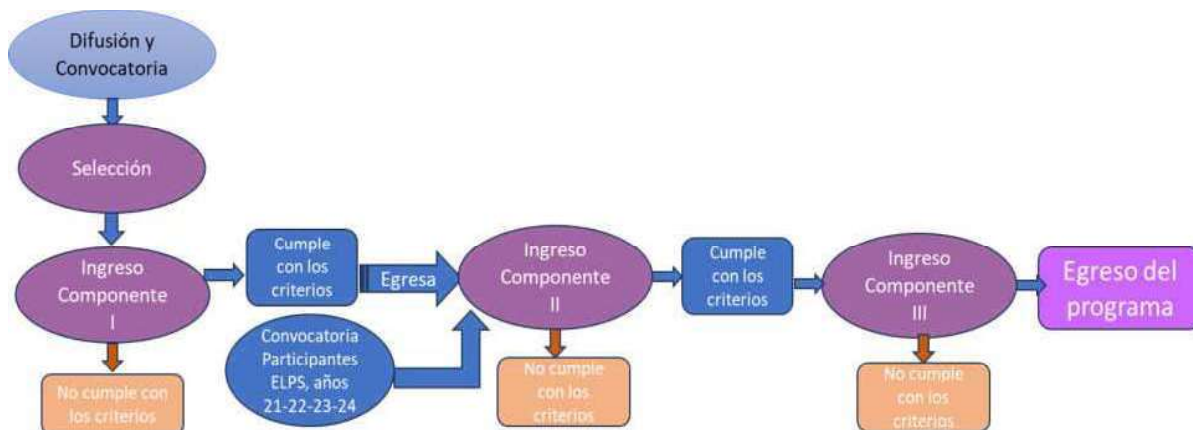 Difusión y
Convocatoria
Selección
Ingreso
Componente
I
No cumple con
los criterios
Cumple
con los
criterios
Egresa
Convocatoria
Participantes
ELPS, años
21-22-23-24
Ingreso
Componente
II
No cumple
con los
criterios
Cumple
con los
criterios
Ingreso
Componente
III
No cumple
con los
criterios
Egreso del
programa